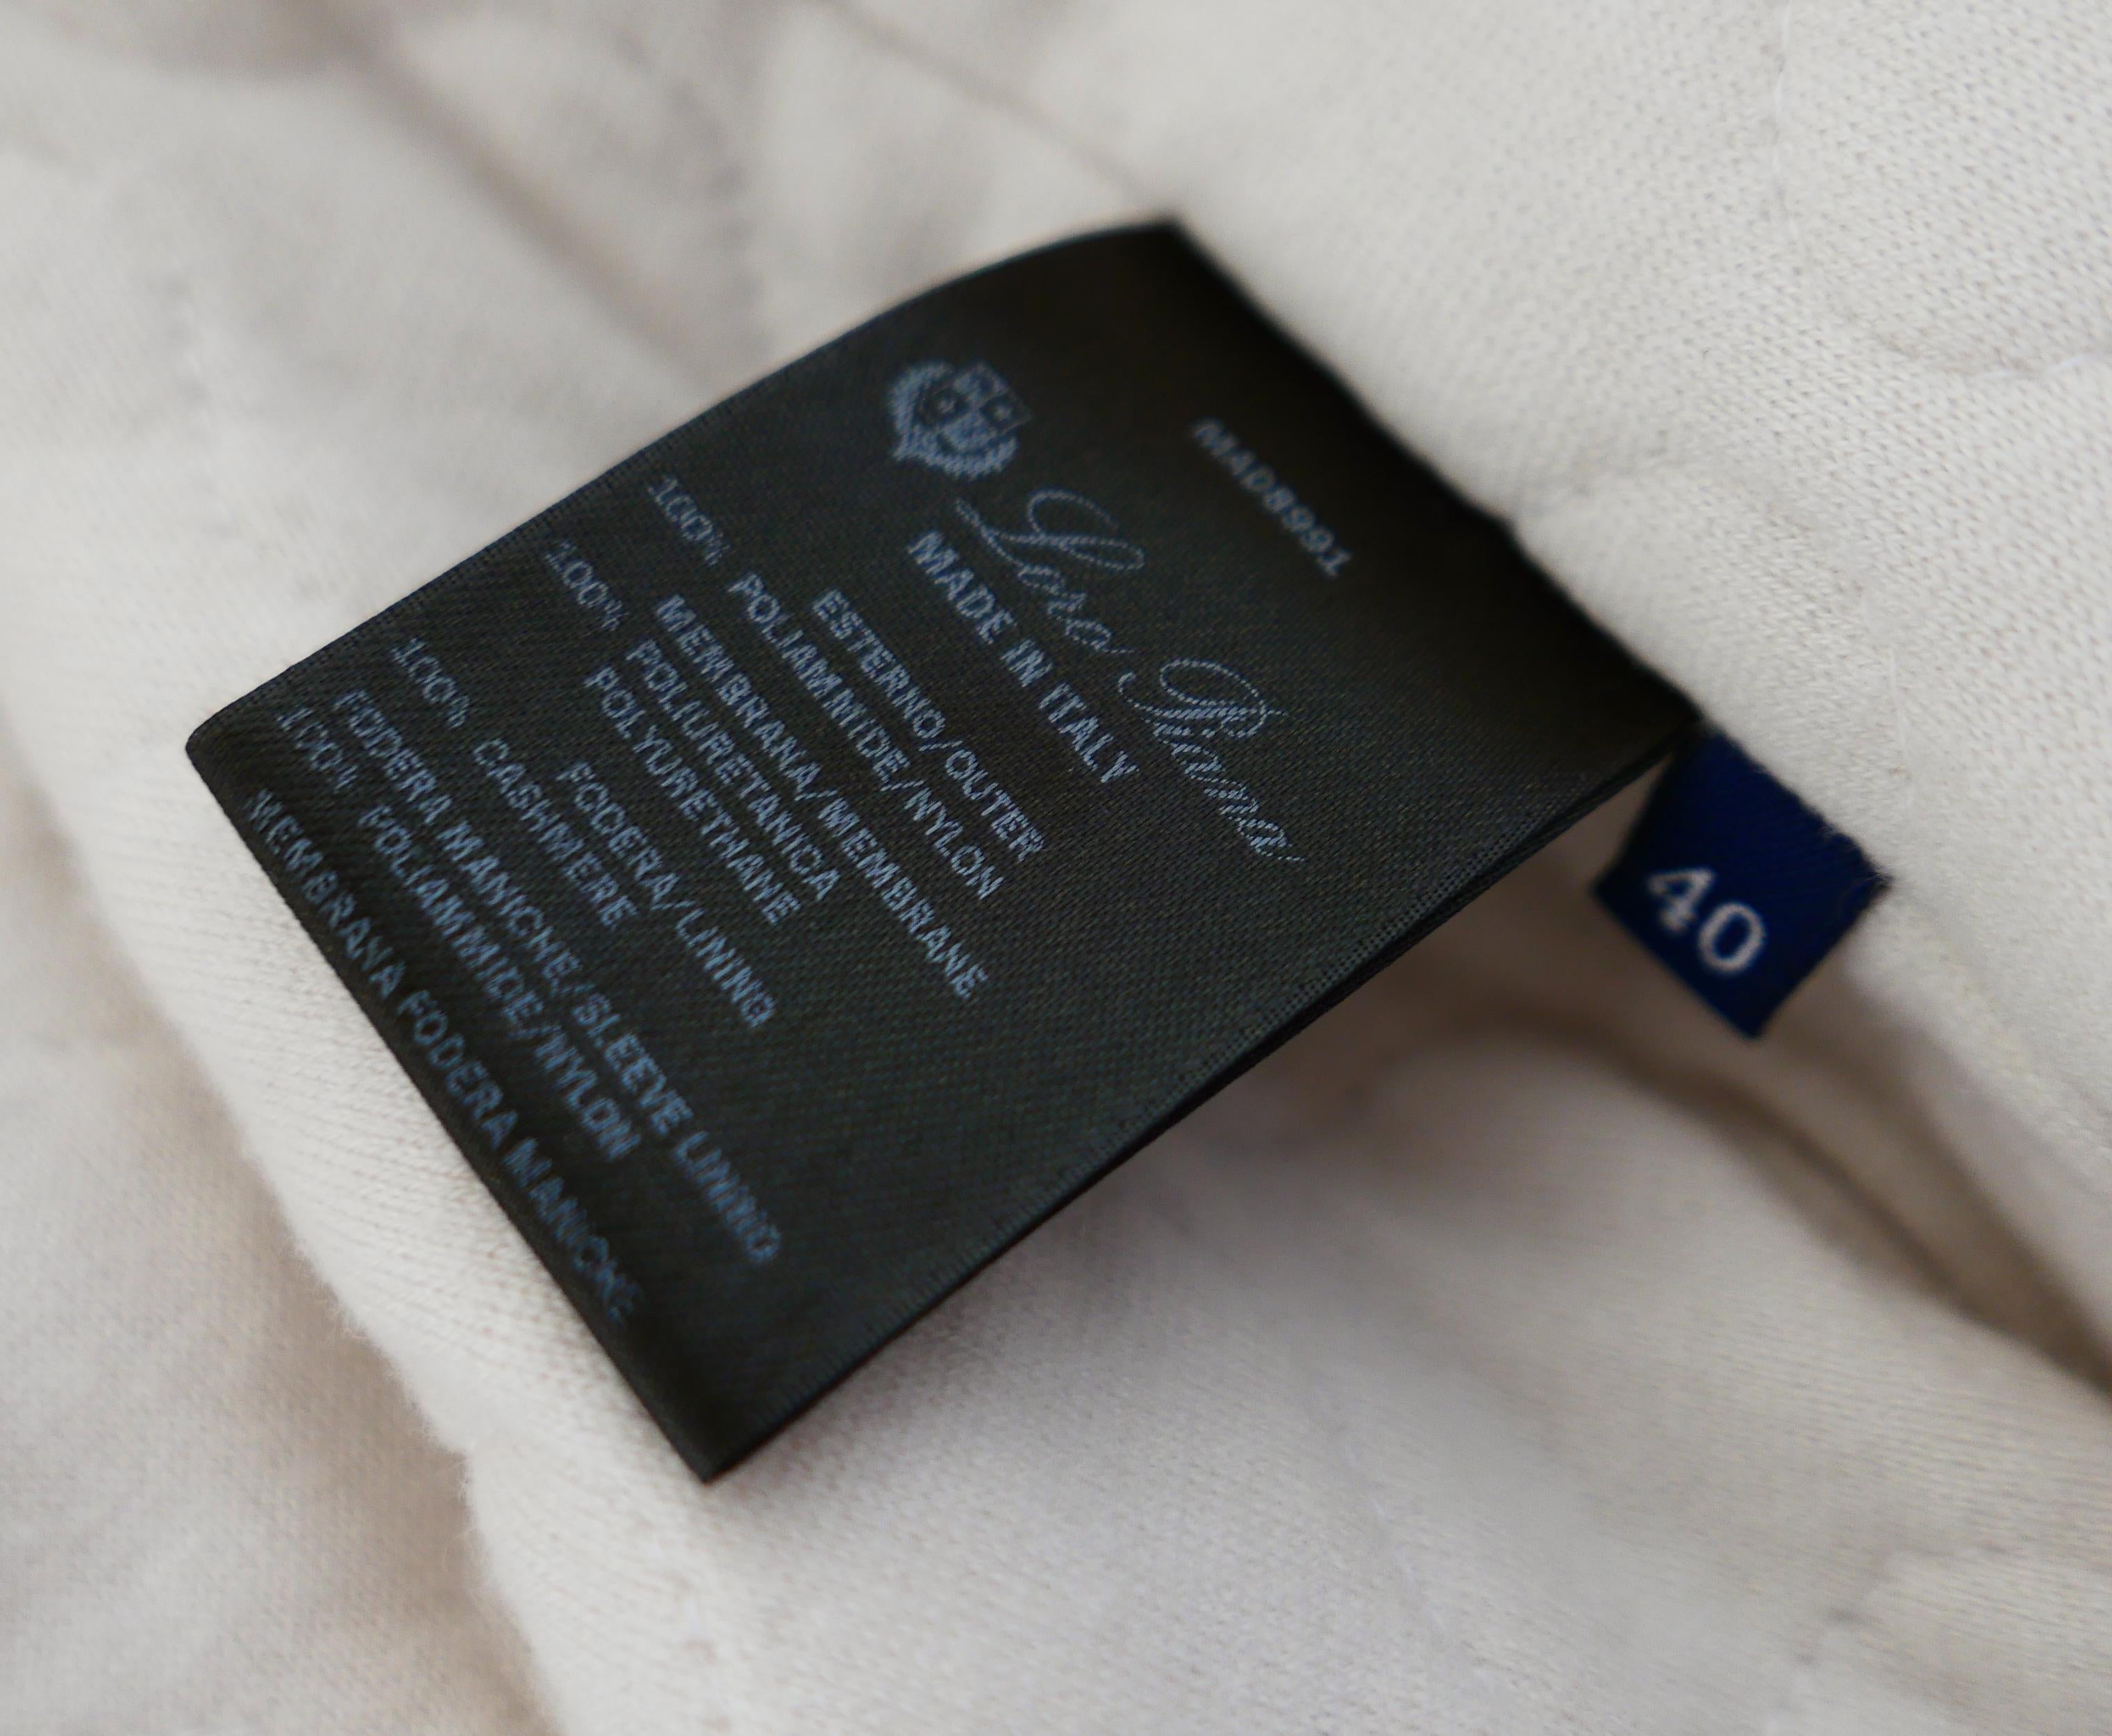 MAD8991
Loro Piana
MADE IN ITALY
ESTERNO/OUTER
100% POLIAMMIDE/NYLON
MEMBRANA/MEMBRANE
100% POLIURETANICA
POLYURETHANE
FODERA/LINING
100% CASHMERE
FODERA MANICHE/SLEEVE LINING
100% POLIAMMIDE/NYLON
MEMBRANA FODERA MANICHE
40